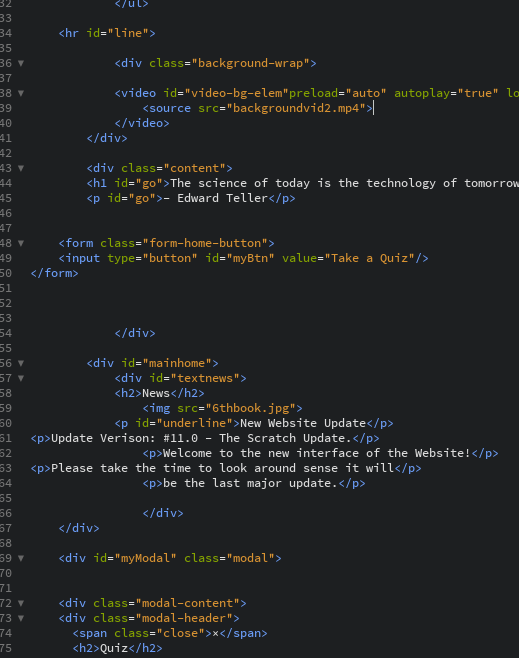 32 </ul>
33
34 <hr id="line">
35
36 <div class="background-wrap">
37
38 <video id="video-bg-elem"preload="auto" autoplay="true" lo
39 <source src="backgroundvid2.mp4">
40 </video>
41 </div>
42
43 <div class="content">
44 <h1 id="go">The science of today is the technology of tomorrow
45 <p id="go">- Edward Teller</p>
46
47
48 <form class="form-home-button">
49 <input type="button" id="myBtn" value="Take a Quiz"/>
50 </form>
51
52
53
54 </div>
55
56 <div id="mainhome">
57 <div id="textnews">
58 <h2>News</h2>
59 <img src="6thbook.jpg">
60 <p id="underline">New Website Update</p>
61 <p>Update Verison: #11.0 - The Scratch Update.</p>
62 <p>Welcome to the new interface of the Website!</p>
63 <p>Please take the time to look around sense it will</p>
64 <p>be the last major update.</p>
65
66 </div>
67 </div>
68
69 <div id="myModal" class="modal">
70
71
72 <div class="modal-content">
73 <div class="modal-header">
74 <span class="close">×</span>
75 <h2>Quiz</h2>